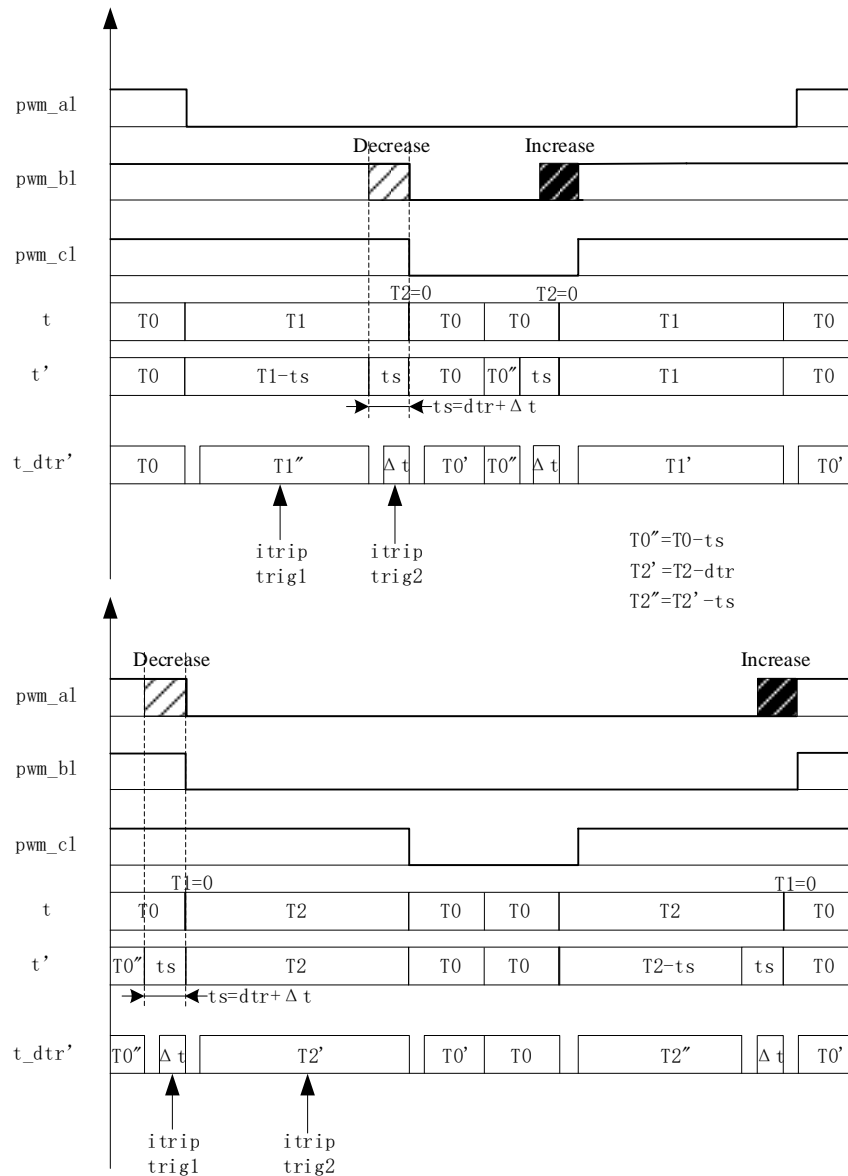 pwm_al
Decrease
Increase
pwm_bl
pwm_cl
T2=0
T2=0
t
T0
T1
T0
T0
T1
T0
t’
T0
T1-ts
ts
T0
T0″
ts
T1
T0
ts=dtr+Δt
t_dtr’
T0
T1″
Δt
T0'
T0″
Δt
T1'
T0'
itrip
trig1
itrip
trig2
T0″=T0-ts
T2'=T2-dtr
T2″=T2'-ts
Decrease
Increase
pwm_al
pwm_bl
pwm_cl
T1=0
T1=0
t
T0
T2
T0
T0
T2
T0
t’
T0″
ts
T2
T0
T0
T2-ts
ts
T0
ts=dtr+Δt
t_dtr’
T0″
Δt
T2'
T0'
T0
T2″
Δt
T0'
itrip
trig1
itrip
trig2